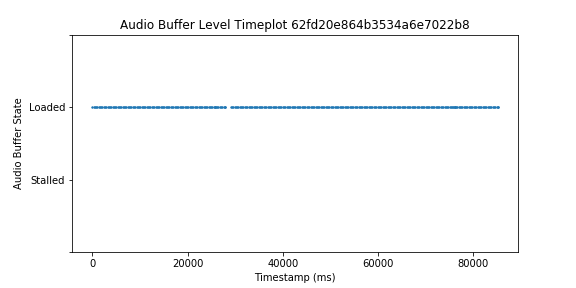 Audio Buffer Level Timeplot 62fd20e864b3534a6e7022b8
Audio Buffer State
Loaded
Stalled
0 20000 40000 60000 80000
Timestamp (ms)